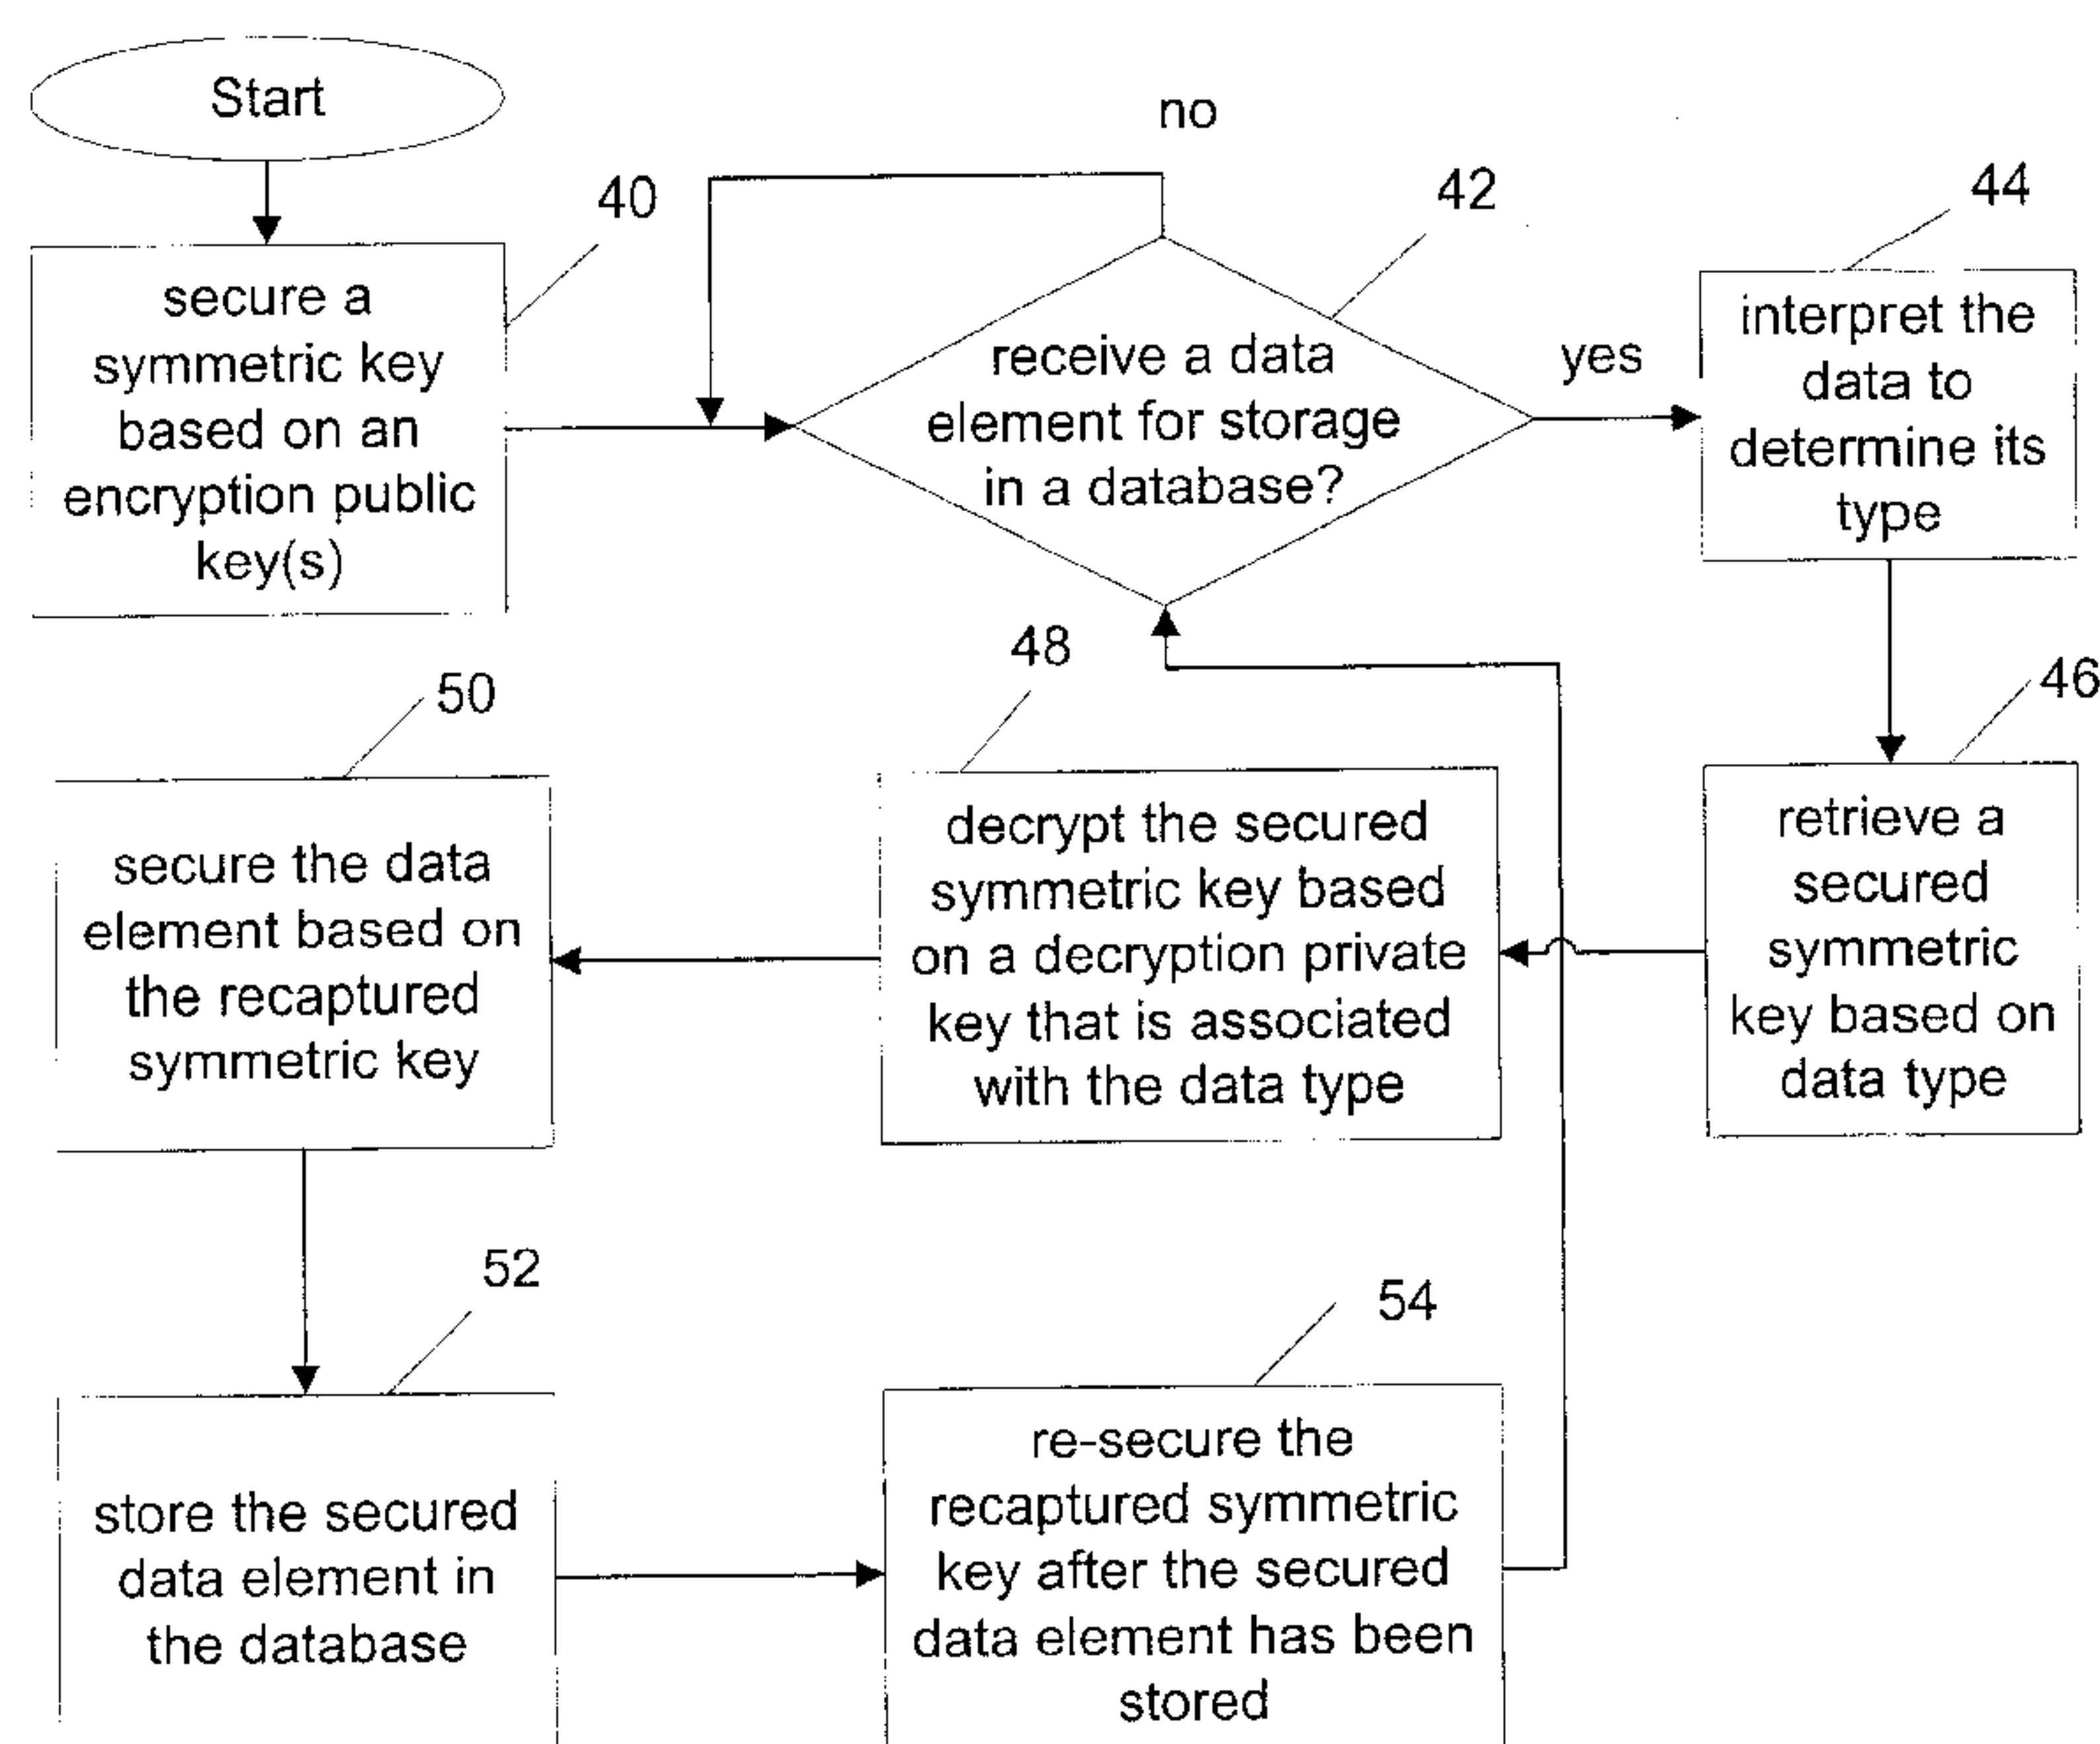 Start
40
secure a
symmetric key
based on an
encryption public
key(s)
no
42
receive a data
element for storage
in a database?
yes
44
interpret the
data to
determine its
type
46
retrieve a
secured
symmetric
key based on
data type
48
decrypt the secured
symmetric key based
on a decryption private
key that is associated
with the data type
50
secure the data
element based on
the recaptured
symmetric key
52
store the secured
data element in
the database
54
re-secure the
recaptured symmetric
key after the secured
data element has been
stored